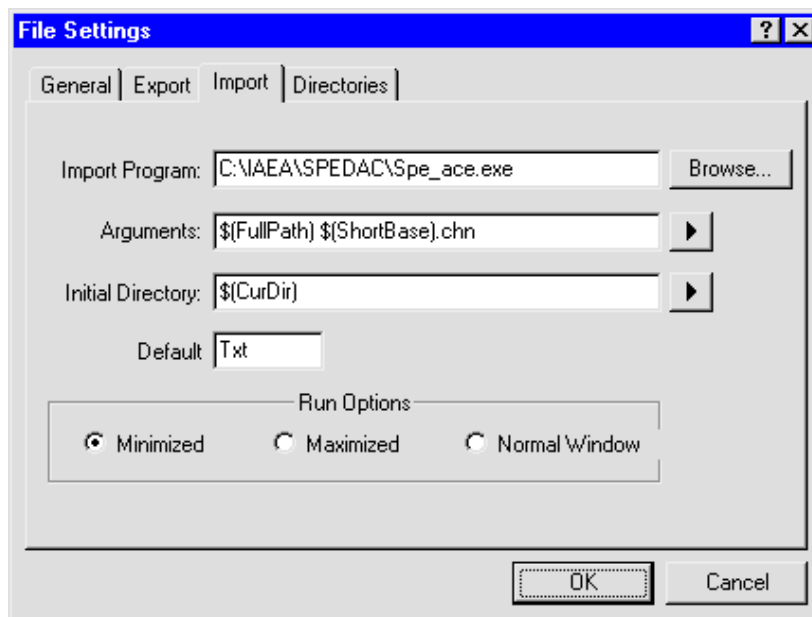 File Settings
General Export Import Directories
Import Program: C:\IAEA\SPEDAC\Spe_ace.exe Browse...
Arguments: $(FullPath) $(ShortBase).chn
Initial Directory: $(CurDir)
Default Txt
Run Options
Minimized Maximized Normal Window
OK Cancel